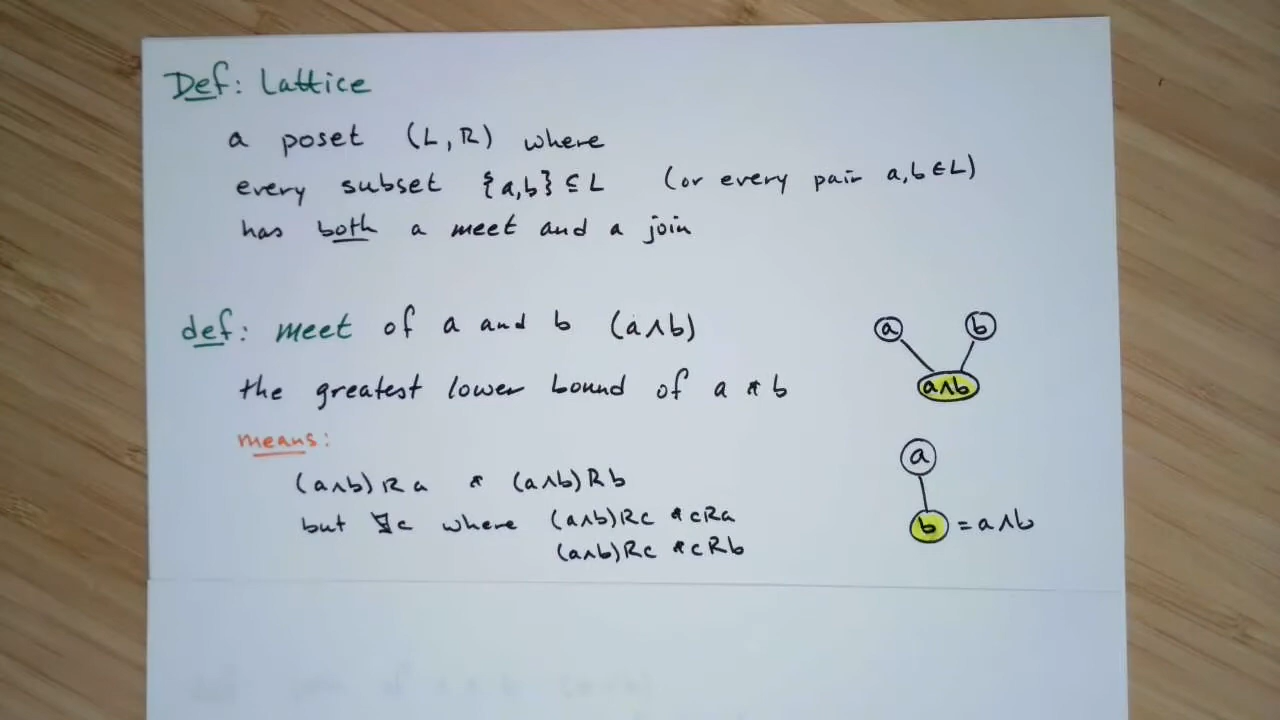 Def: Lattice
a poset (L,R) where
every subset {a,b} ⊆ L (or every pair a,b ∈ L)
has both a meet and a join
def: meet of a and b (a∧b)
the greatest lower bound of a & b
means:
(a∧b) R a & (a∧b) R b
but ∄c where (a∧b)Rc & cRa
(a∧b)Rc & cRb
a b
a∧b
a
b = a∧b